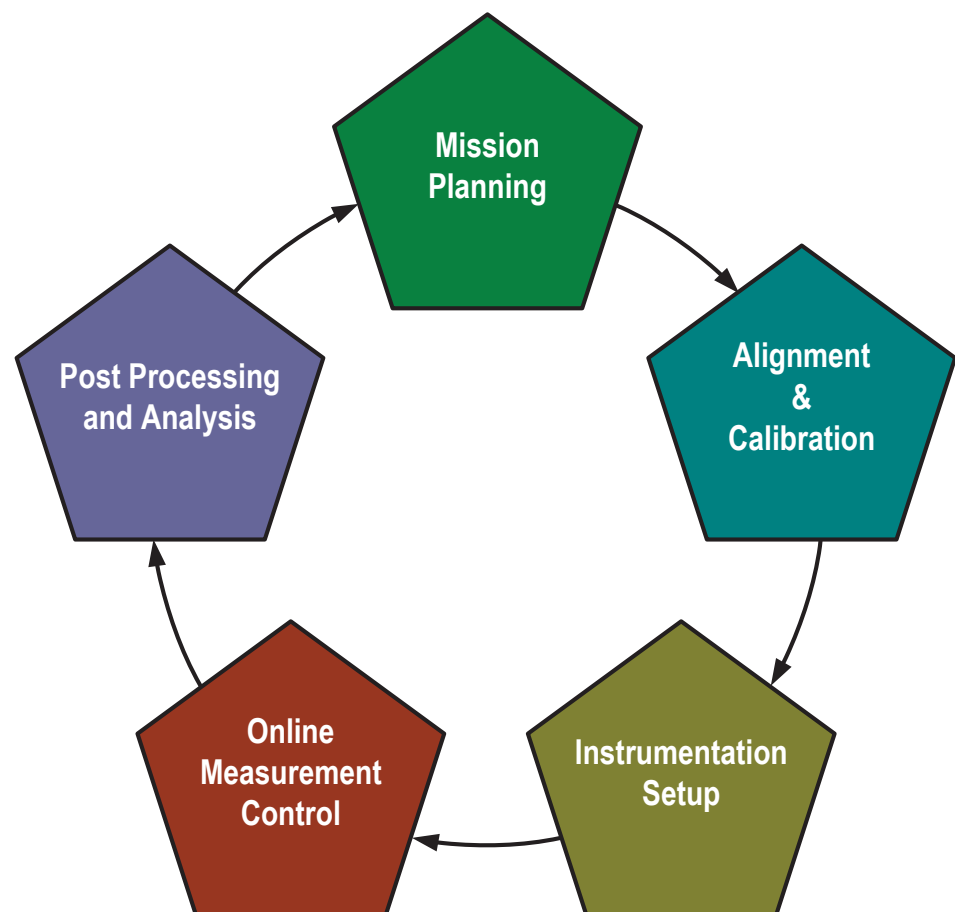 Mission
Planning
Alignment
&
Calibration
Instrumentation
Setup
Online
Measurement
Control
Post Processing
and Analysis